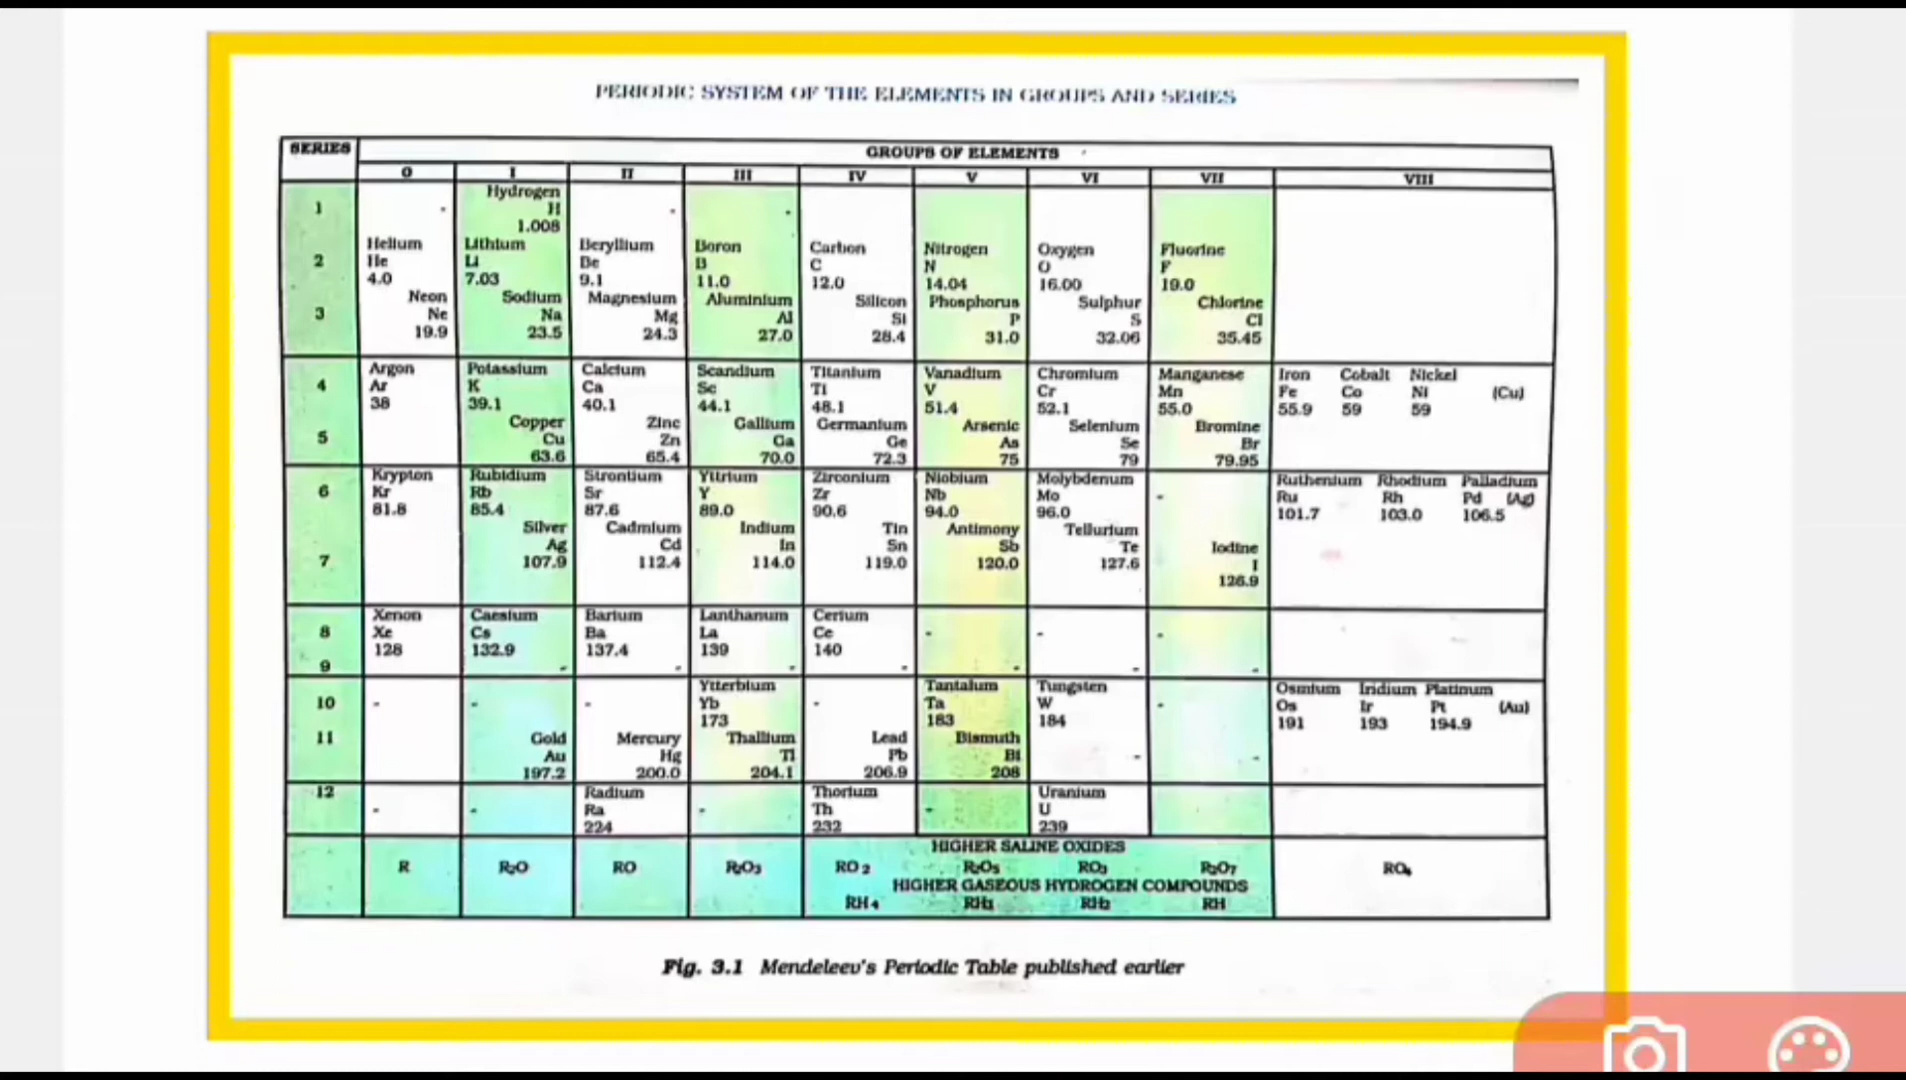 PERIODIC SYSTEM OF THE ELEMENTS IN GROUPS AND SERIES
SERIES GROUPS OF ELEMENTS
0 I II III IV V VI VII VIII
Hydrogen
1 - H - -
1.008
Helium Lithium Beryllium Boron Carbon Nitrogen Oxygen Fluorine
2 He Li Be B C N O F
4.0 7.03 9.1 11.0 12.0 14.04 16.00 19.0
Neon Sodium Magnesium Aluminium Silicon Phosphorus Sulphur Chlorine
3 Ne Na Mg Al Si P S Cl
19.9 23.5 24.3 27.0 28.4 31.0 32.06 35.45
Argon Potassium Calcium Scandium Titanium Vanadium Chromium Manganese Iron Cobalt Nickel
4 Ar K Ca Sc Ti V Cr Mn Fe Co Ni (Cu)
38 39.1 40.1 44.1 48.1 51.4 52.1 55.0 55.9 59 59
Copper Zinc Gallium Germanium Arsenic Selenium Bromine
5 Cu Zn Ga Ge As Se Br
63.6 65.4 70.0 72.3 75 79 79.95
Krypton Rubidium Strontium Yttrium Zirconium Niobium Molybdenum Ruthenium Rhodium Palladium
6 Kr Rb Sr Y Zr Nb Mo - Ru Rh Pd (Ag)
81.8 85.4 87.6 89.0 90.6 94.0 96.0 101.7 103.0 106.5
Silver Cadmium Indium Tin Antimony Tellurium Iodine
7 Ag Cd In Sn Sb Te I
107.9 112.4 114.0 119.0 120.0 127.6 126.9
Xenon Caesium Barium Lanthanum Cerium
8 Xe Cs Ba La Ce - - -
128 132.9 137.4 139 140
9 - - - - - - -
Ytterbium Tantalum Tungsten Osmium Iridium Platinum
10 - - - Yb - Ta W - Os Ir Pt (Au)
173 183 184 191 193 194.9
Gold Mercury Thallium Lead Bismuth
11 Au Hg Tl Pb Bi - -
197.2 200.0 204.1 206.9 208
12 Radium Thorium Uranium
- - Ra - Th - U
224 232 239
HIGHER SALINE OXIDES
R R₂O RO R₂O₃ RO₂ R₂O₅ RO₃ R₂O₇ RO₄
HIGHER GASEOUS HYDROGEN COMPOUNDS
RH₄ RH₃ RH₂ RH
Fig. 3.1 Mendeleev's Periodic Table published earlier